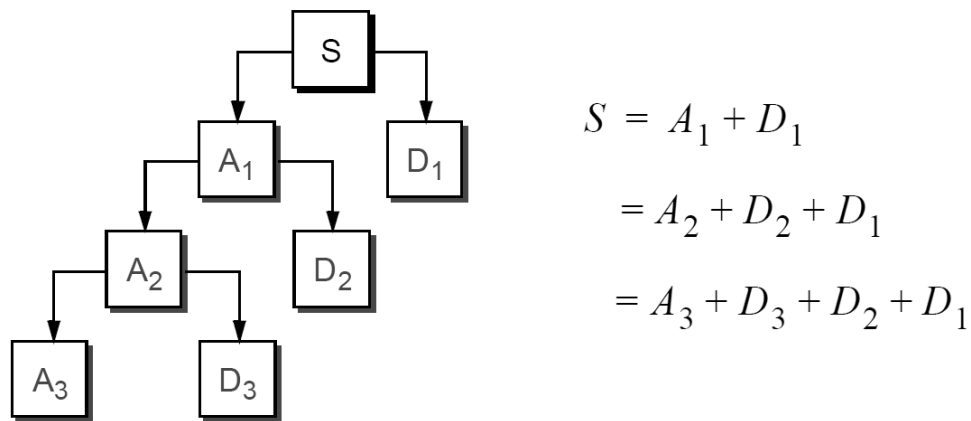 S
A₁ D₁
A₂ D₂
A₃ D₃
S = A₁ + D₁
= A₂ + D₂ + D₁
= A₃ + D₃ + D₂ + D₁